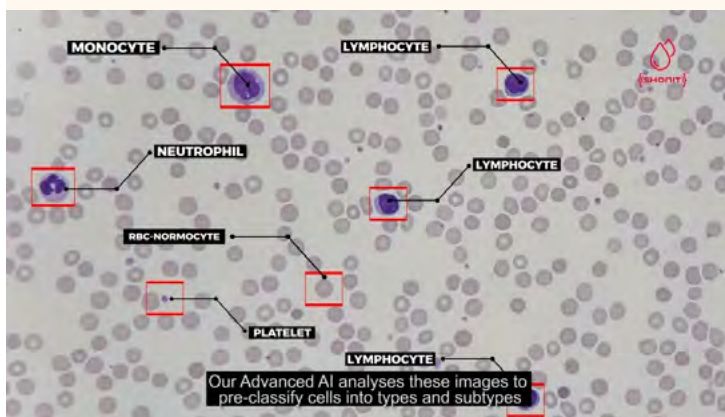 MONOCYTE
LYMPHOCYTE
{SHONIT}
NEUTROPHIL
LYMPHOCYTE
RBC-NORMOCYTE
PLATELET
LYMPHOCYTE
Our Advanced AI analyses these images to
pre-classify cells into types and subtypes